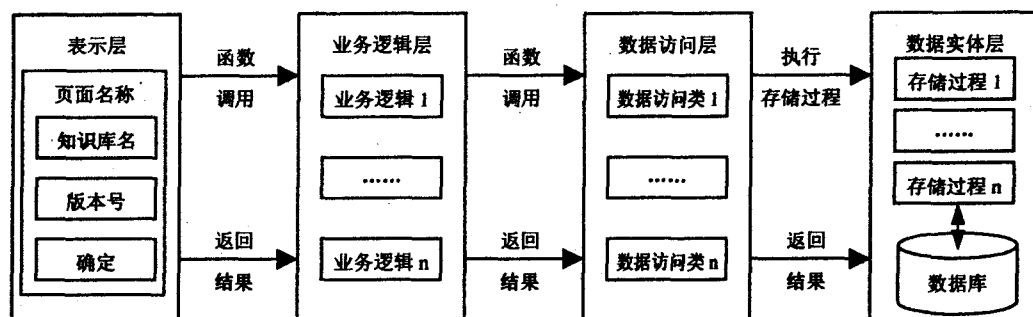 表示层
页面名称
知识库名
版本号
确定
函数
调用
返回
结果
业务逻辑层
业务逻辑 1
......
业务逻辑 n
函数
调用
返回
结果
数据访问层
数据访问类 1
......
数据访问类 n
执行
存储过程
返回
结果
数据实体层
存储过程 1
......
存储过程 n
数据库